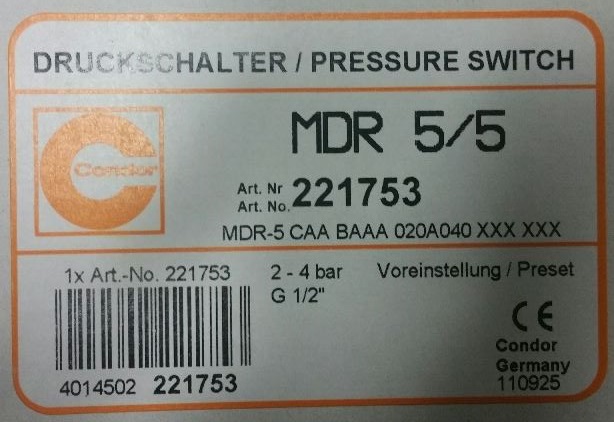 DRUCKSCHALTER / PRESSURE SWITCH
Condor
MDR 5/5
Art. Nr
Art. No. 221753
MDR-5 CAA BAAA 020A040 XXX XXX
1x Art.-No. 221753
2 - 4 bar Voreinstellung / Preset
G 1/2"
CE
Condor
Germany
110925
4014502 221753